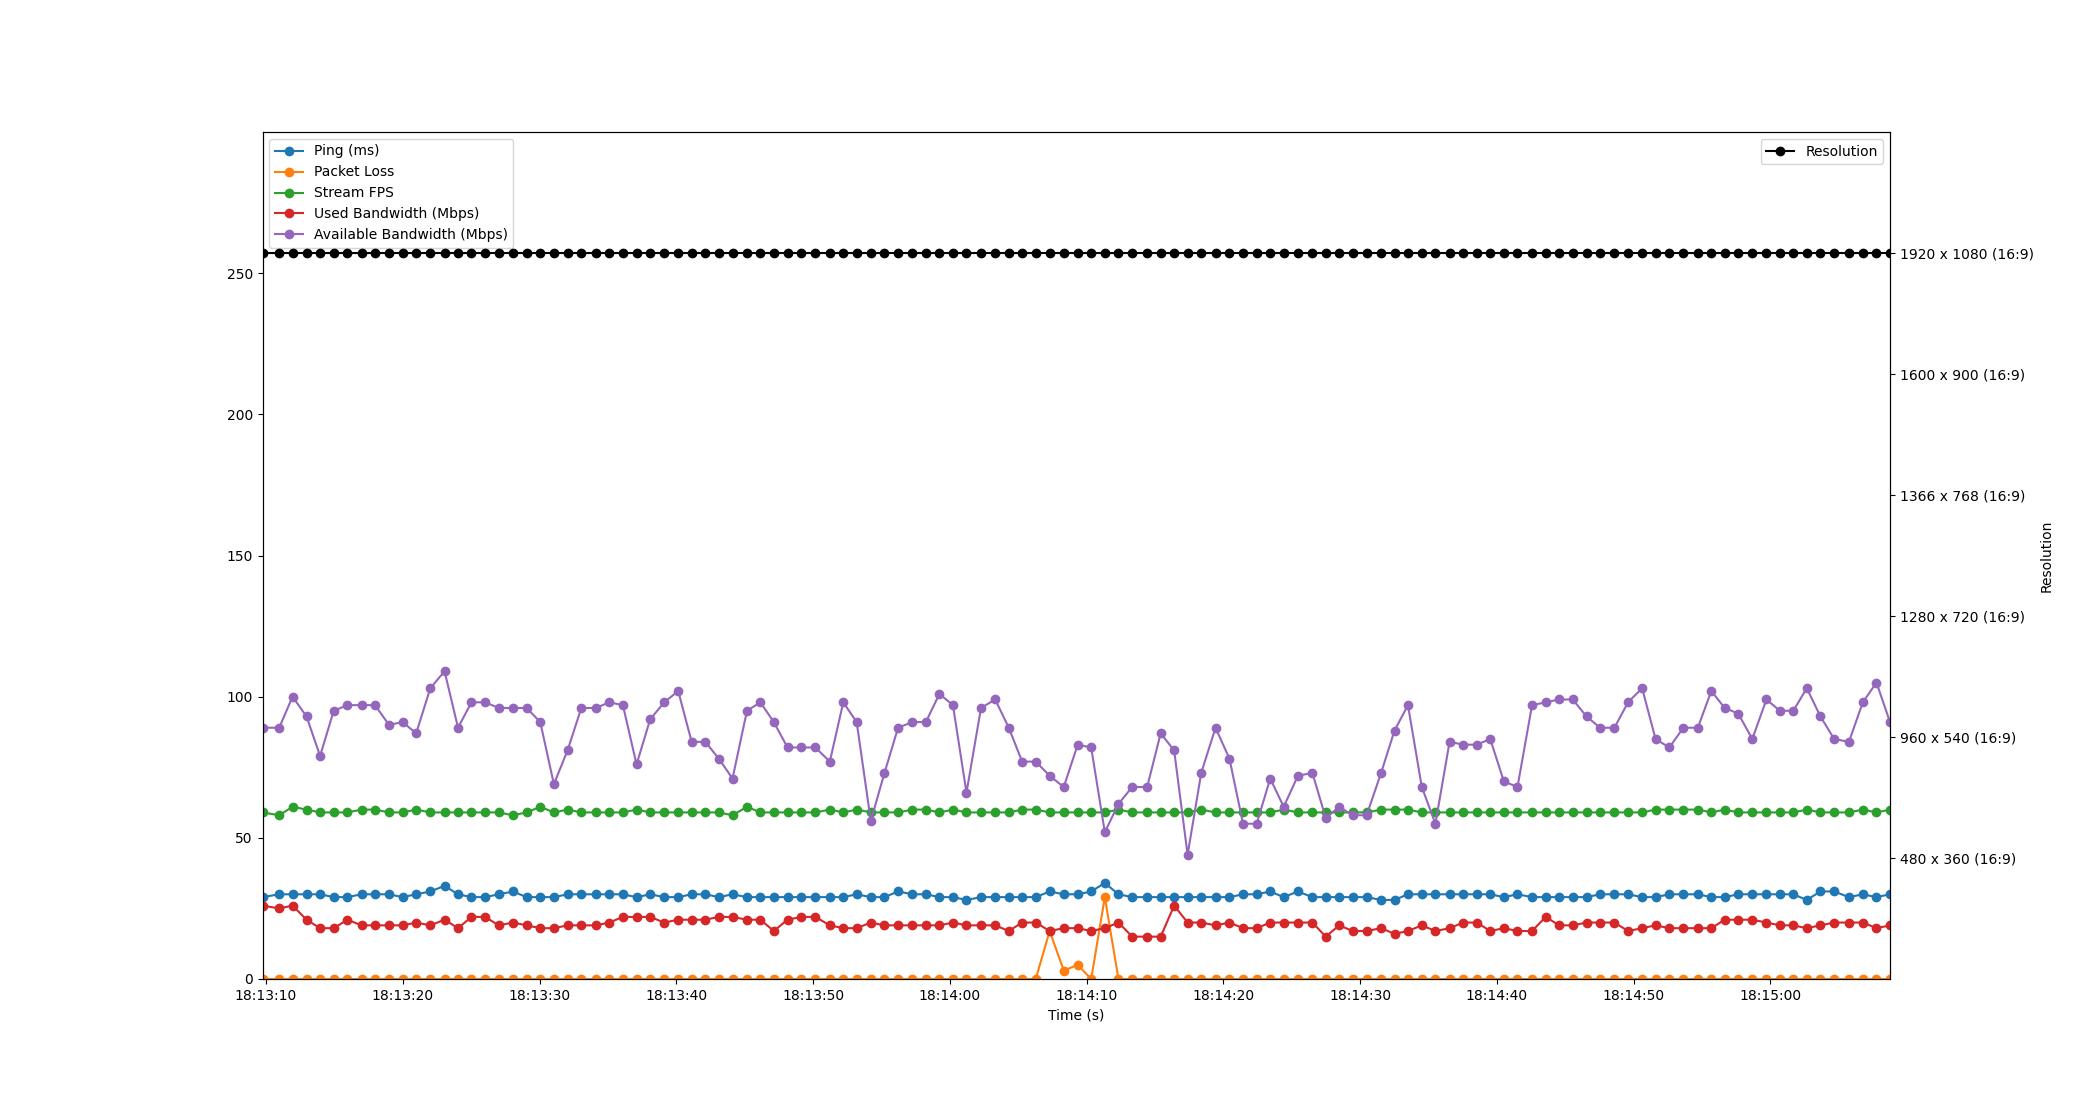 Ping (ms)
Packet Loss
Stream FPS
Used Bandwidth (Mbps)
Available Bandwidth (Mbps)
Resolution
250
200
150
100
50
0
1920 x 1080 (16:9)
1600 x 900 (16:9)
1366 x 768 (16:9)
1280 x 720 (16:9)
960 x 540 (16:9)
480 x 360 (16:9)
Resolution
18:13:10 18:13:20 18:13:30 18:13:40 18:13:50 18:14:00 18:14:10 18:14:20 18:14:30 18:14:40 18:14:50 18:15:00
Time (s)